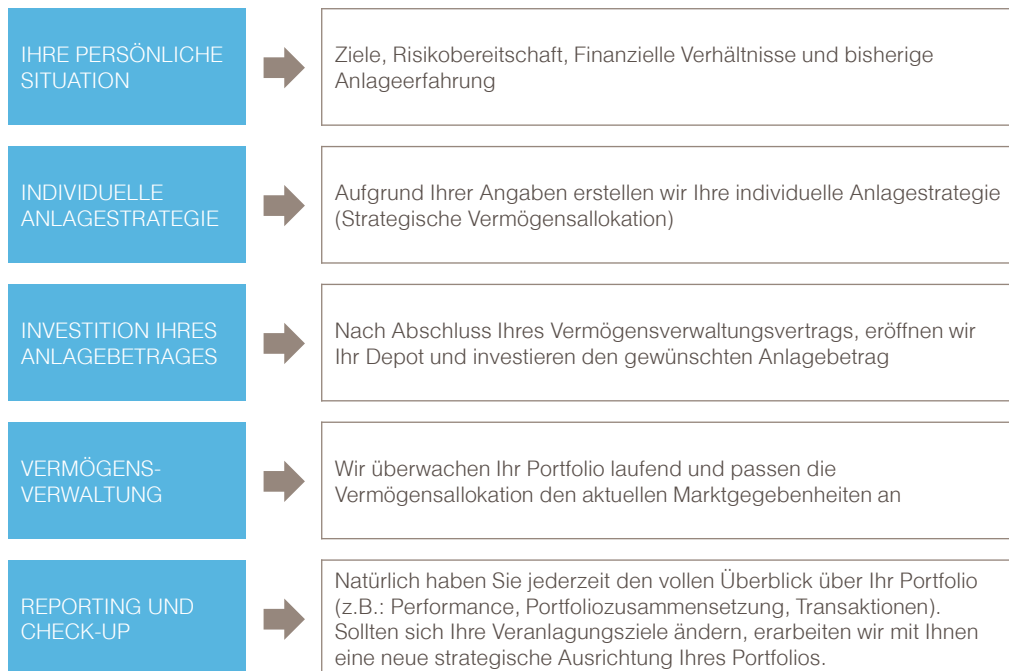 IHRE PERSÖNLICHE
SITUATION
Ziele, Risikobereitschaft, Finanzielle Verhältnisse und bisherige
Anlageerfahrung
INDIVIDUELLE
ANLAGESTRATEGIE
Aufgrund Ihrer Angaben erstellen wir Ihre individuelle Anlagestrategie
(Strategische Vermögensallokation)
INVESTITION IHRES
ANLAGEBETRAGES
Nach Abschluss Ihres Vermögensverwaltungsvertrags, eröffnen wir
Ihr Depot und investieren den gewünschten Anlagebetrag
VERMÖGENS-
VERWALTUNG
Wir überwachen Ihr Portfolio laufend und passen die
Vermögensallokation den aktuellen Marktgegebenheiten an
REPORTING UND
CHECK-UP
Natürlich haben Sie jederzeit den vollen Überblick über Ihr Portfolio
(z.B.: Performance, Portfoliozusammensetzung, Transaktionen).
Sollten sich Ihre Veranlagungsziele ändern, erarbeiten wir mit Ihnen
eine neue strategische Ausrichtung Ihres Portfolios.